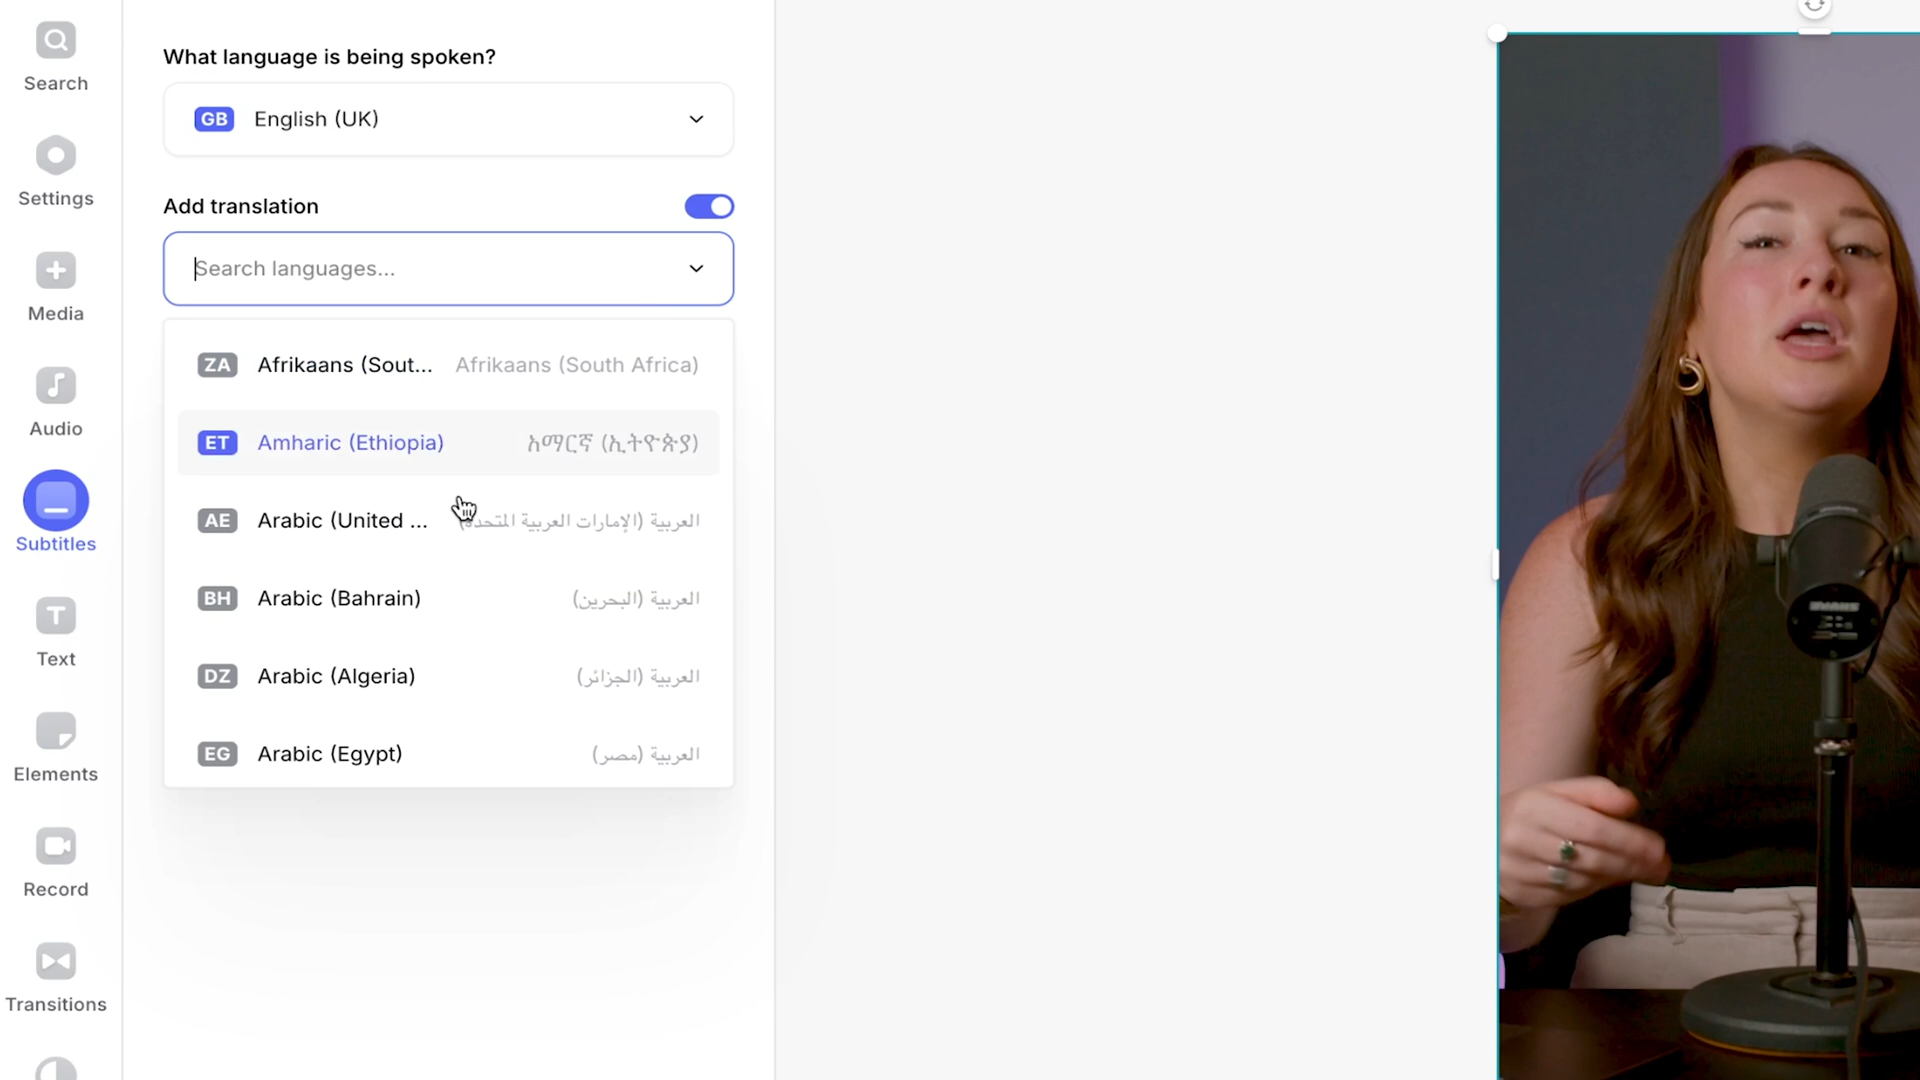 Search
Settings
Media
Audio
Subtitles
Text
Elements
Record
Transitions
What language is being spoken?
GB English (UK)
Add translation
Search languages...
ZA Afrikaans (Sout... Afrikaans (South Africa)
ET Amharic (Ethiopia) አማርኛ (ኢትዮጵያ)
AE Arabic (United ... العربية (الإمارات العربية المتحدة)
BH Arabic (Bahrain) العربية (البحرين)
DZ Arabic (Algeria) العربية (الجزائر)
EG Arabic (Egypt) العربية (مصر)